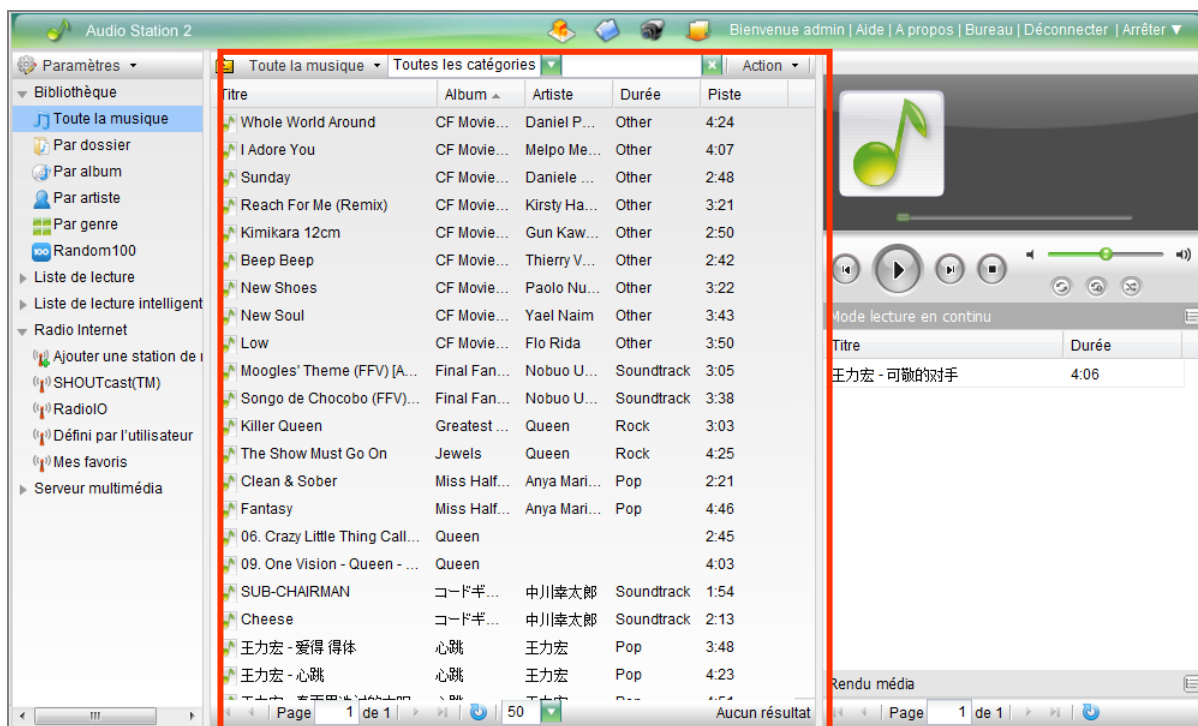 Audio Station 2
Bienvenue admin | Aide | A propos | Bureau | Déconnecter | Arrêter ▼
Paramètres
Bibliothèque
Toute la musique
Par dossier
Par album
Par artiste
Par genre
100 Random100
Liste de lecture
Liste de lecture intelligent
Radio Internet
Ajouter une station de
SHOUTcast(TM)
RadioIO
Défini par l'utilisateur
Mes favoris
Serveur multimédia
Toute la musique Toutes les catégories Action
Titre Album Artiste Durée Piste
Whole World Around CF Movie... Daniel P... Other 4:24
I Adore You CF Movie... Melpo Me... Other 4:07
Sunday CF Movie... Daniele ... Other 2:48
Reach For Me (Remix) CF Movie... Kirsty Ha... Other 3:21
Kimikara 12cm CF Movie... Gun Kaw... Other 2:50
Beep Beep CF Movie... Thierry V... Other 2:42
New Shoes CF Movie... Paolo Nu... Other 3:22
New Soul CF Movie... Yael Naim Other 3:43
Low CF Movie... Flo Rida Other 3:50
Moogles' Theme (FFV) [A... Final Fan... Nobuo U... Soundtrack 3:05
Songo de Chocobo (FFV)... Final Fan... Nobuo U... Soundtrack 3:38
Killer Queen Greatest ... Queen Rock 3:03
The Show Must Go On Jewels Queen Rock 4:25
Clean & Sober Miss Half... Anya Mari... Pop 2:21
Fantasy Miss Half... Anya Mari... Pop 4:46
06. Crazy Little Thing Call... Queen 2:45
09. One Vision - Queen - ... Queen 4:03
SUB-CHAIRMAN コードギ... 中川幸太郎 Soundtrack 1:54
Cheese コードギ... 中川幸太郎 Soundtrack 2:13
王力宏 - 爱得 得体 心跳 王力宏 Pop 3:48
王力宏 - 心跳 心跳 王力宏 Pop 4:23
Page 1 de 1 50 Aucun résultat
Mode lecture en continu
Titre Durée
王力宏 - 可敬的对手 4:06
Rendu média
Page 1 de 1